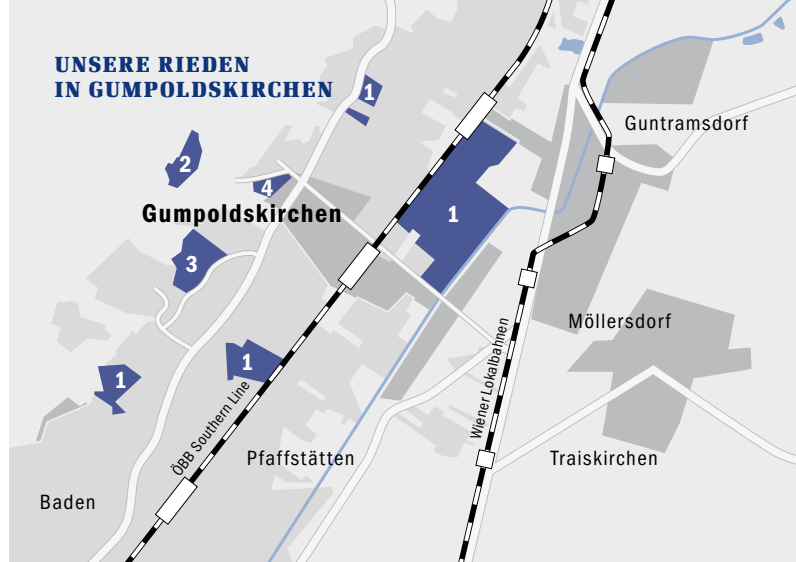 UNSERE RIEDEN
IN GUMPOLDSKIRCHEN
1
Guntramsdorf
2
4
Gumpoldskirchen
1
3
Möllersdorf
1
1
ÖBB Southern Line
Wiener Lokalbahnen
Pfaffstätten
Traiskirchen
Baden